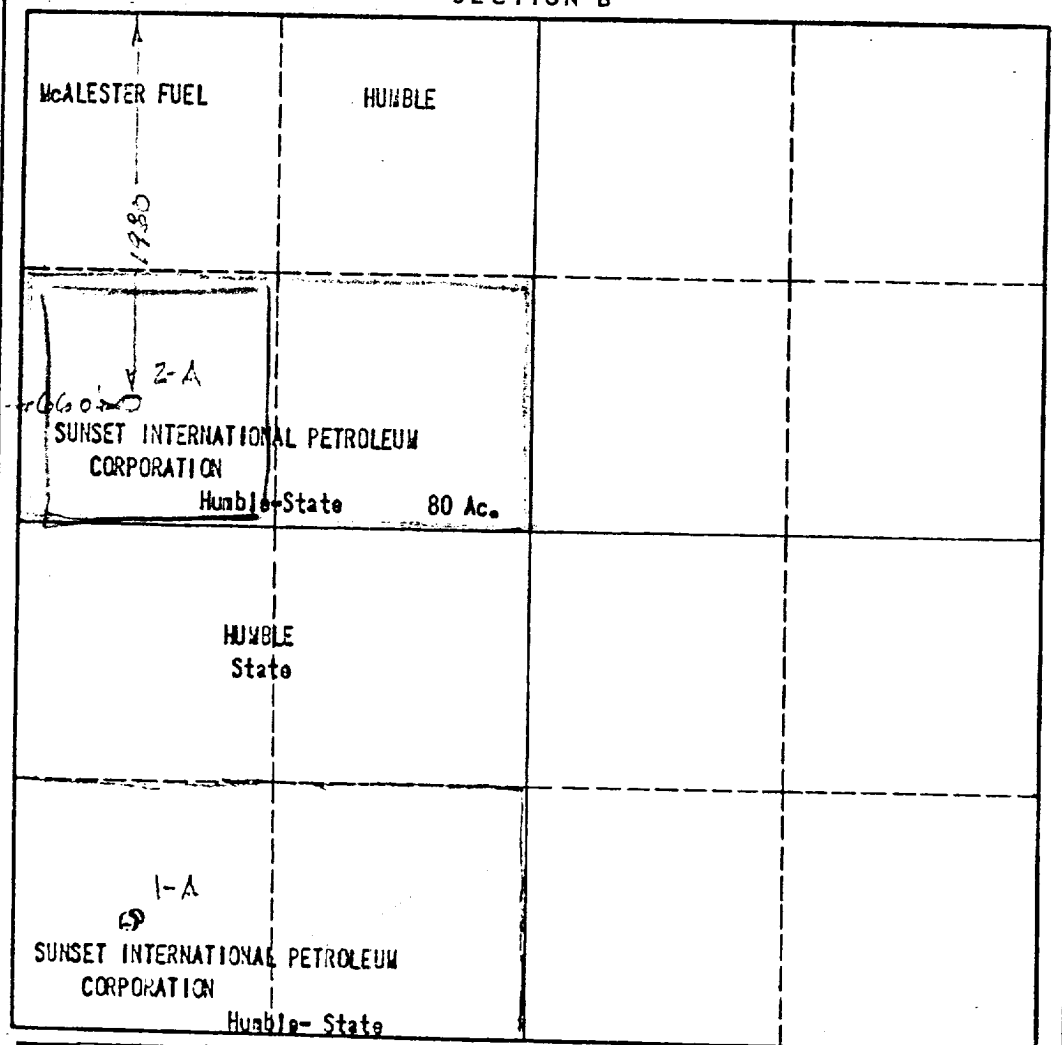 SECTION B
McALESTER FUEL
HUMBLE
1980
2-A
660'
SUNSET INTERNATIONAL PETROLEUM
CORPORATION
Humble-State 80 Ac.
HUMBLE
State
1-A
SUNSET INTERNATIONAL PETROLEUM
CORPORATION
Humble- State